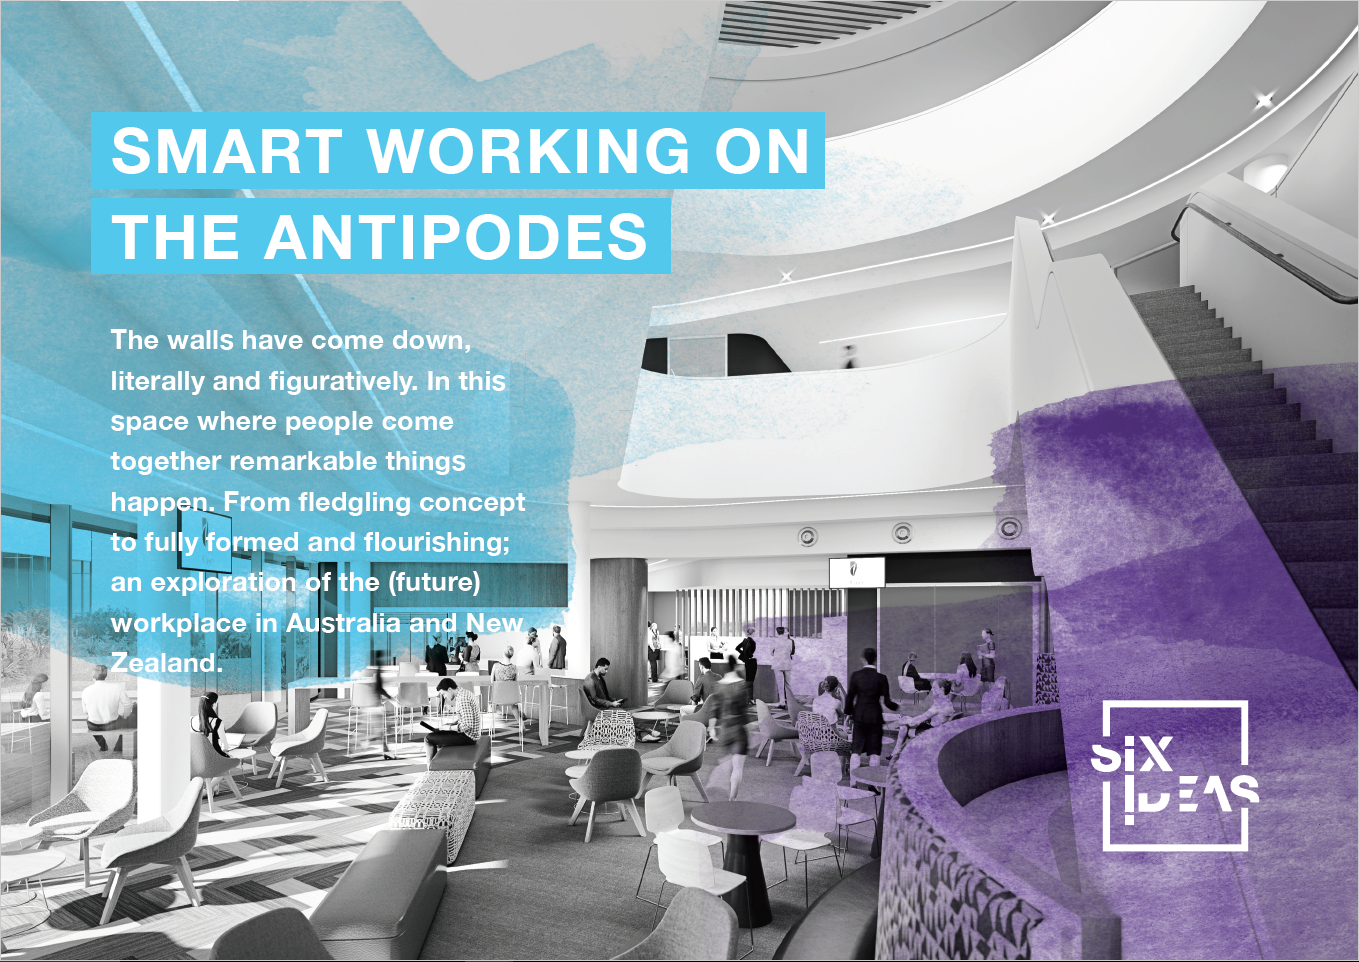 SMART WORKING ON
THE ANTIPODES
The walls have come down,
literally and figuratively. In this
space where people come
together remarkable things
happen. From fledgling concept
to fully formed and flourishing;
an exploration of the (future)
workplace in Australia and New
Zealand.
SiX
IDEAS